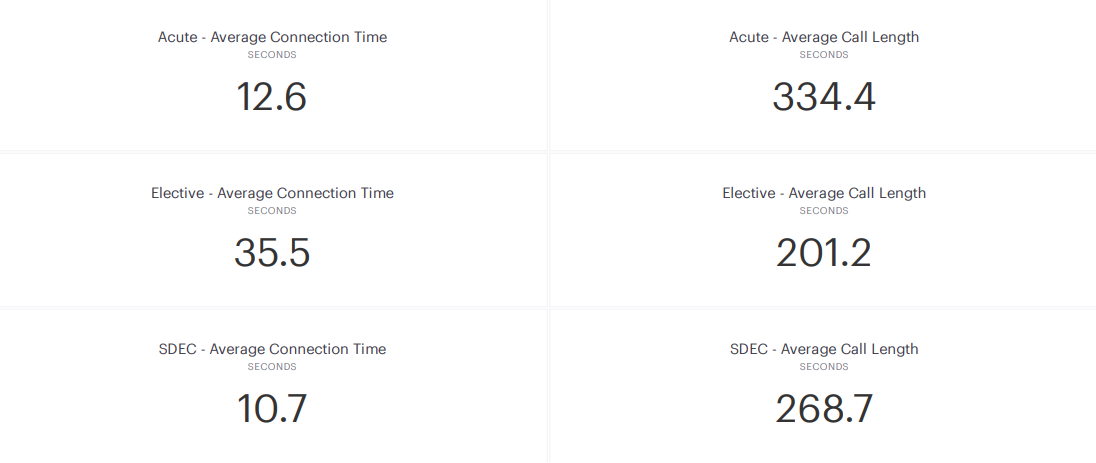 Acute - Average Connection Time
SECONDS
12.6
Acute - Average Call Length
SECONDS
334.4
Elective - Average Connection Time
SECONDS
35.5
Elective - Average Call Length
SECONDS
201.2
SDEC - Average Connection Time
SECONDS
10.7
SDEC - Average Call Length
SECONDS
268.7